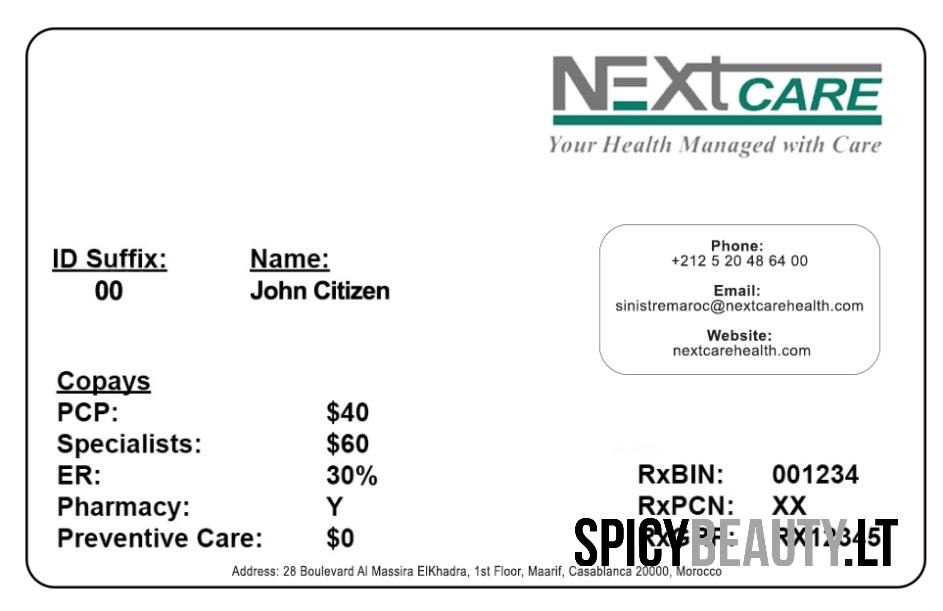 NEXtCARE
Your Health Managed with Care
ID Suffix: Name:
00 John Citizen
Phone:
+212 5 20 48 64 00
Email:
sinistremaroc@nextcarehealth.com
Website:
nextcarehealth.com
Copays
PCP: $40
Specialists: $60
ER: 30%
Pharmacy: Y
Preventive Care: $0
RxBIN: 001234
RxPCN: XX
RxGRP: RX12345
SPICYBEAUTY.LT
Address: 28 Boulevard Al Massira ElKhadra, 1st Floor, Maarif, Casablanca 20000, Morocco